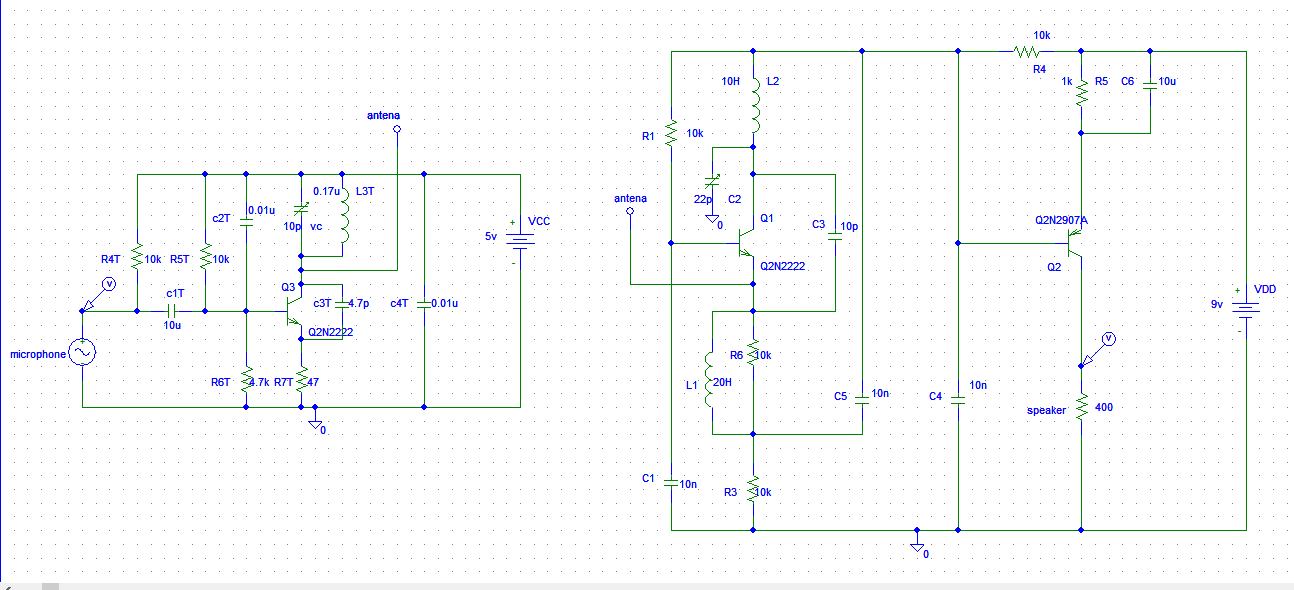 antena
0.17u L3T
0.01u
c2T
10p vc
VCC
5v
+
-
R4T 10k R5T 10k
V
c1T
10u
Q3
c3T 4.7p c4T 0.01u
Q2N2222
microphone
R6T 4.7k R7T 47
0
10k
R4
10H L2
1k R5 C6 10u
R1 10k
antena
22p C2
0
Q1
C3 10p
Q2N2222
Q2N2907A
Q2
+
VDD
9v
-
V
R6 10k
L1 20H
C5 10n
C4 10n
speaker 400
C1 10n
R3 10k
0